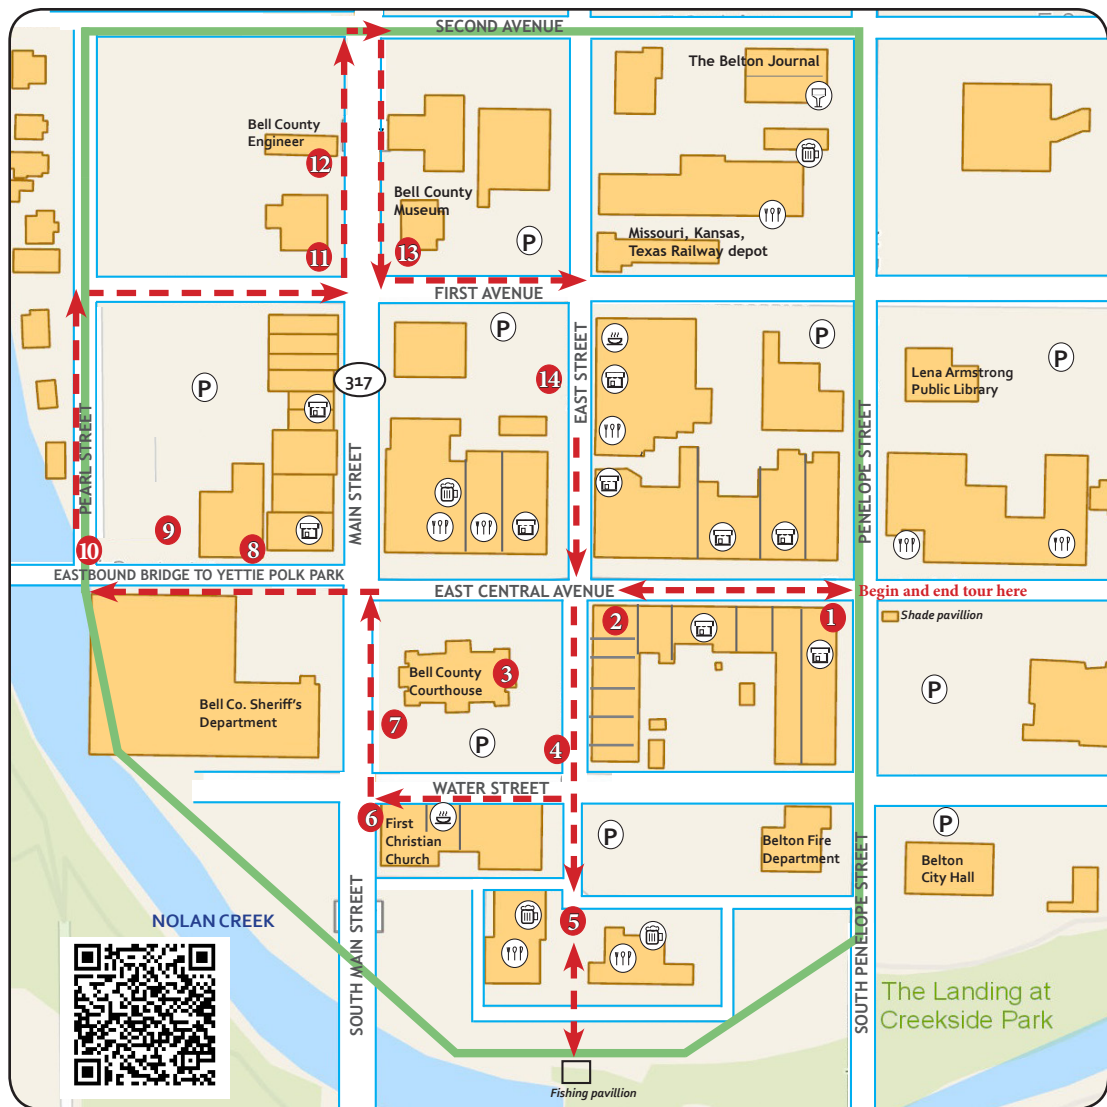 SECOND AVENUE
The Belton Journal
Bell County
Engineer
12
Bell County
Museum
P
Missouri, Kansas,
Texas Railway depot
11
13
FIRST AVENUE
P
P
317
14
P
P
EAST STREET
Lena Armstrong
Public Library
PEARL STREET
MAIN STREET
PENELOPE STREET
9
10
8
EASTBOUND BRIDGE TO YETTIE POLK PARK
EAST CENTRAL AVENUE
Begin and end tour here
2
1
Shade pavillion
Bell County
Courthouse
3
P
Bell Co. Sheriff's
Department
7
P
4
WATER STREET
6
First
Christian
Church
P
Belton Fire
Department
P
Belton
City Hall
NOLAN CREEK
5
SOUTH MAIN STREET
SOUTH PENELOPE STREET
The Landing at
Creekside Park
Fishing pavillion